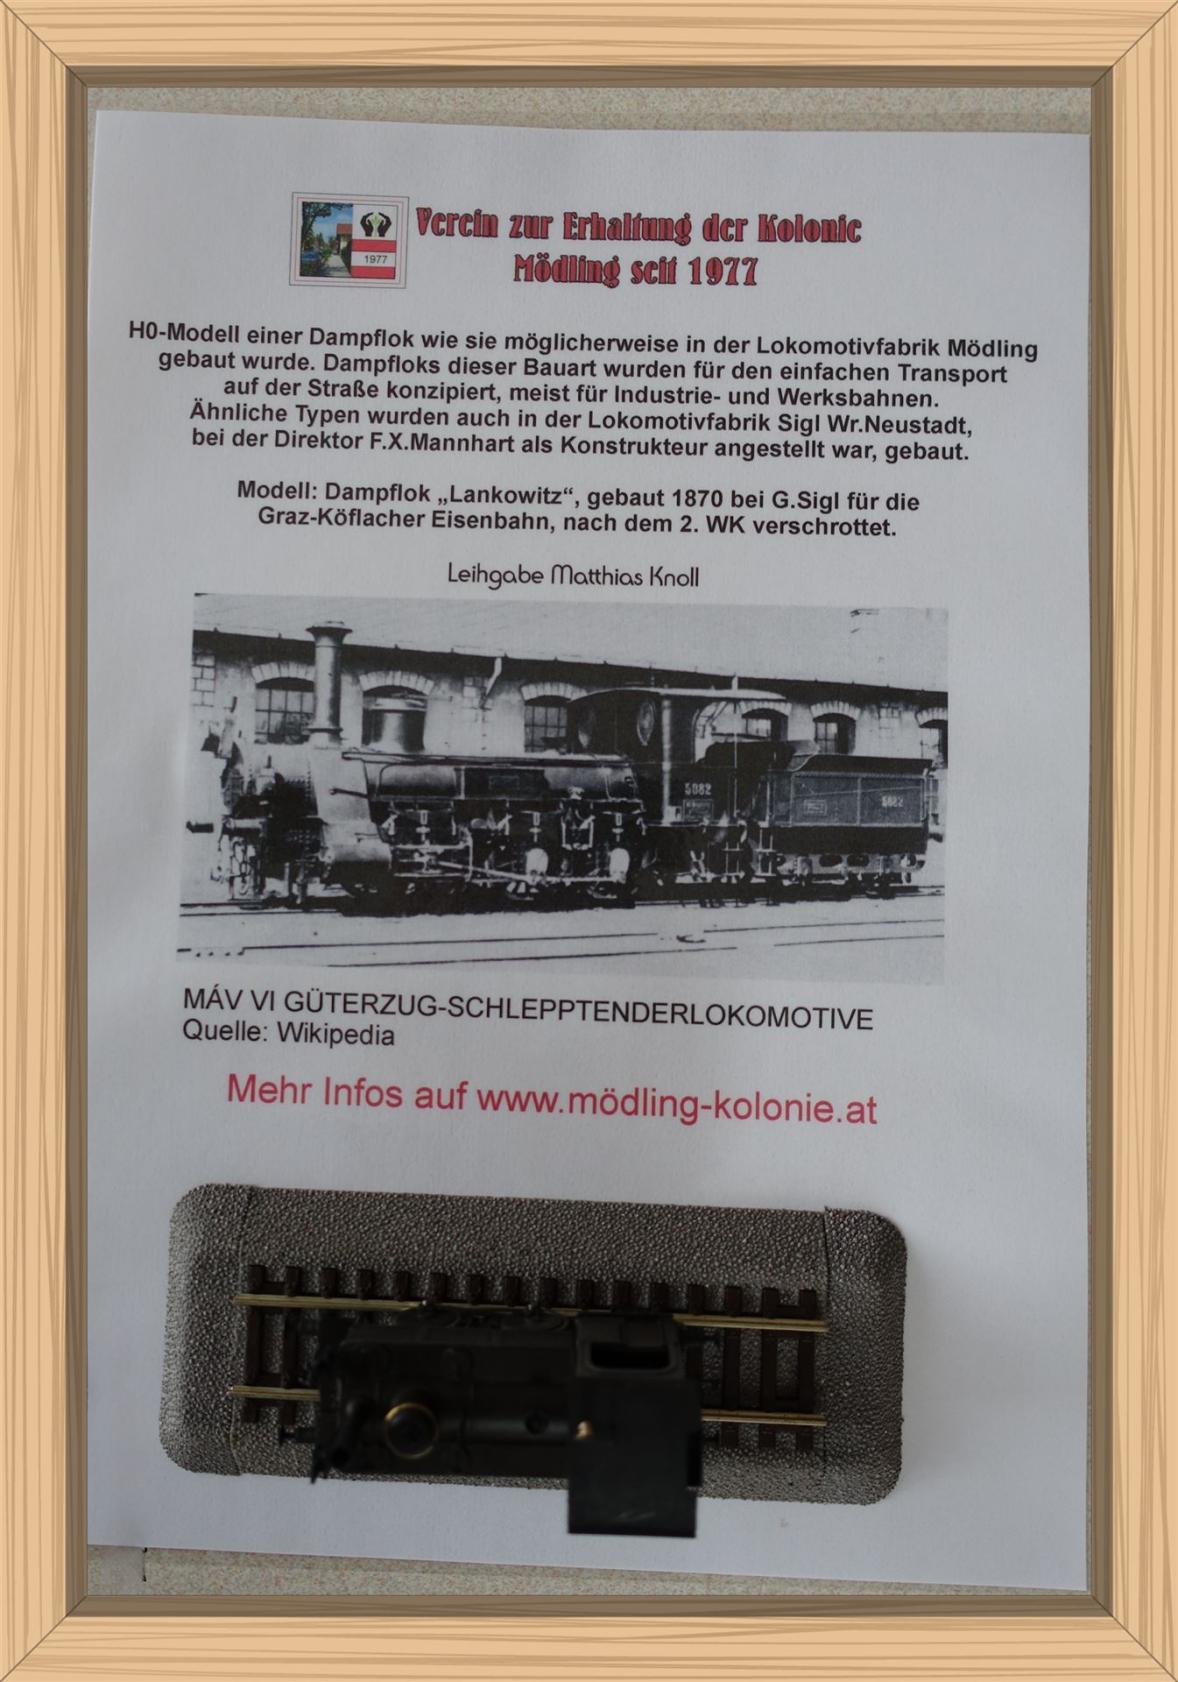 1977
Verein zur Erhaltung der Kolonie
Mödling seit 1977
H0-Modell einer Dampflok wie sie möglicherweise in der Lokomotivfabrik Mödling
gebaut wurde. Dampfloks dieser Bauart wurden für den einfachen Transport
auf der Straße konzipiert, meist für Industrie- und Werksbahnen.
Ähnliche Typen wurden auch in der Lokomotivfabrik Sigl Wr.Neustadt,
bei der Direktor F.X.Mannhart als Konstrukteur angestellt war, gebaut.
Modell: Dampflok „Lankowitz“, gebaut 1870 bei G.Sigl für die
Graz-Köflacher Eisenbahn, nach dem 2. WK verschrottet.
Leihgabe Matthias Knoll
5082
5082
MÁV VI GÜTERZUG-SCHLEPPTENDERLOKOMOTIVE
Quelle: Wikipedia
Mehr Infos auf www.mödling-kolonie.at